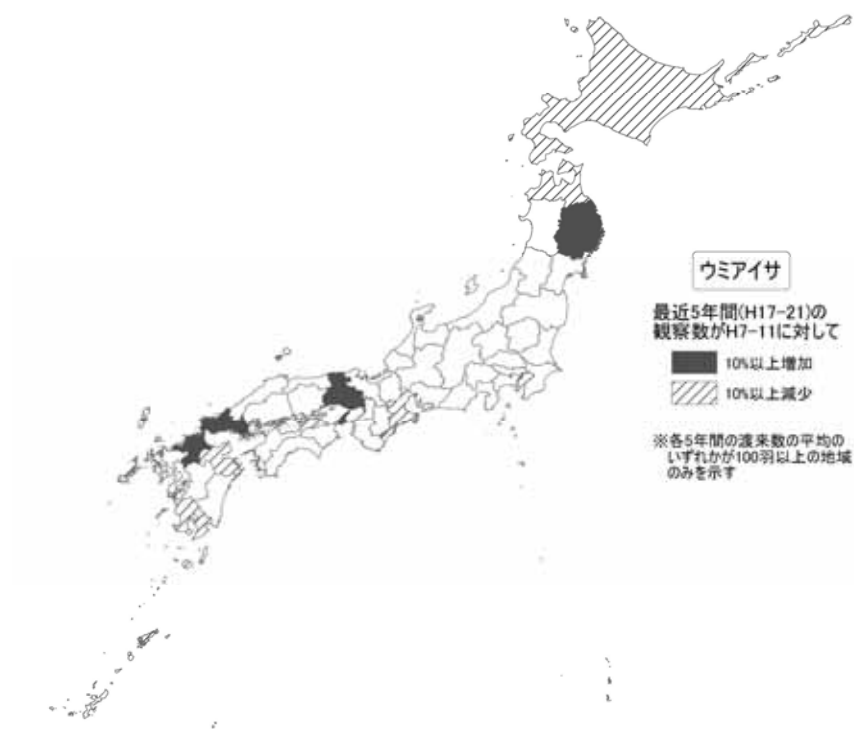 ウミアイサ
最近5年間(H17-21)の
観察数がH7-11に対して
10%以上増加
10%以上減少
※各5年間の渡来数の平均の
いずれかが100羽以上の地域
のみを示す